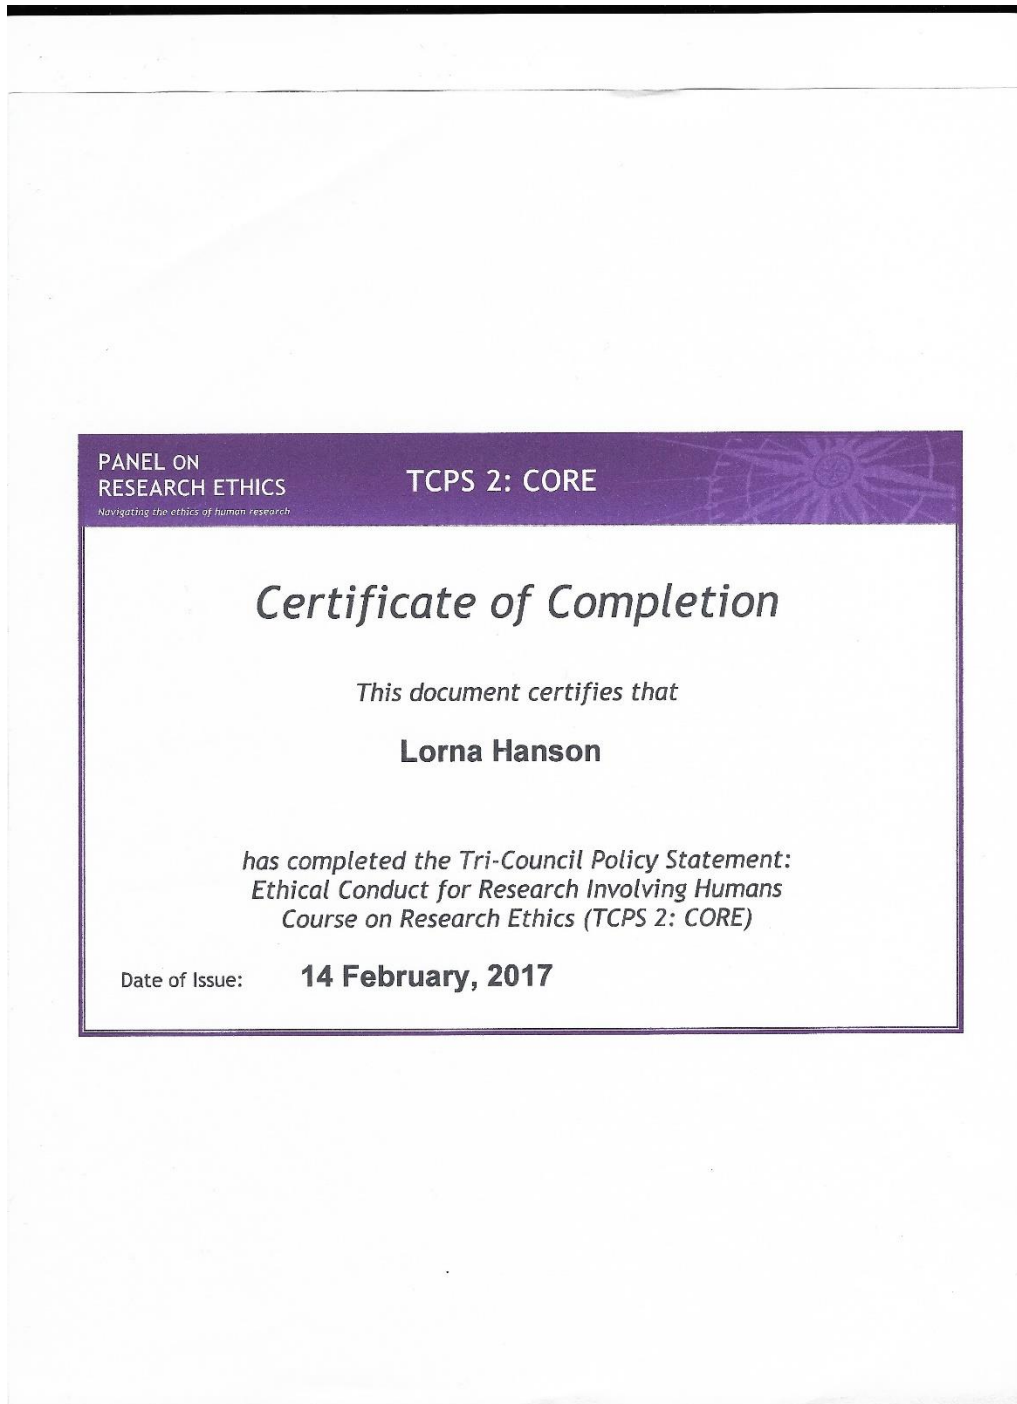 PANEL ON
RESEARCH ETHICS
Navigating the ethics of human research
TCPS 2: CORE
Certificate of Completion
This document certifies that
Lorna Hanson
has completed the Tri-Council Policy Statement:
Ethical Conduct for Research Involving Humans
Course on Research Ethics (TCPS 2: CORE)
Date of Issue: 14 February, 2017